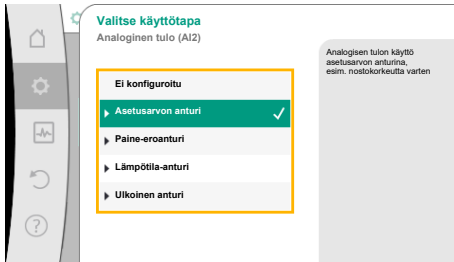 Valitse käyttötapa
Analoginen tulo (AI2)
Ei konfiguroitu
Asetusarvon anturi
Paine-eroanturi
Lämpötila-anturi
Ulkoinen anturi
Analogisen tulon käyttö
asetusarvon anturina,
esim. nostokorkeutta varten
?